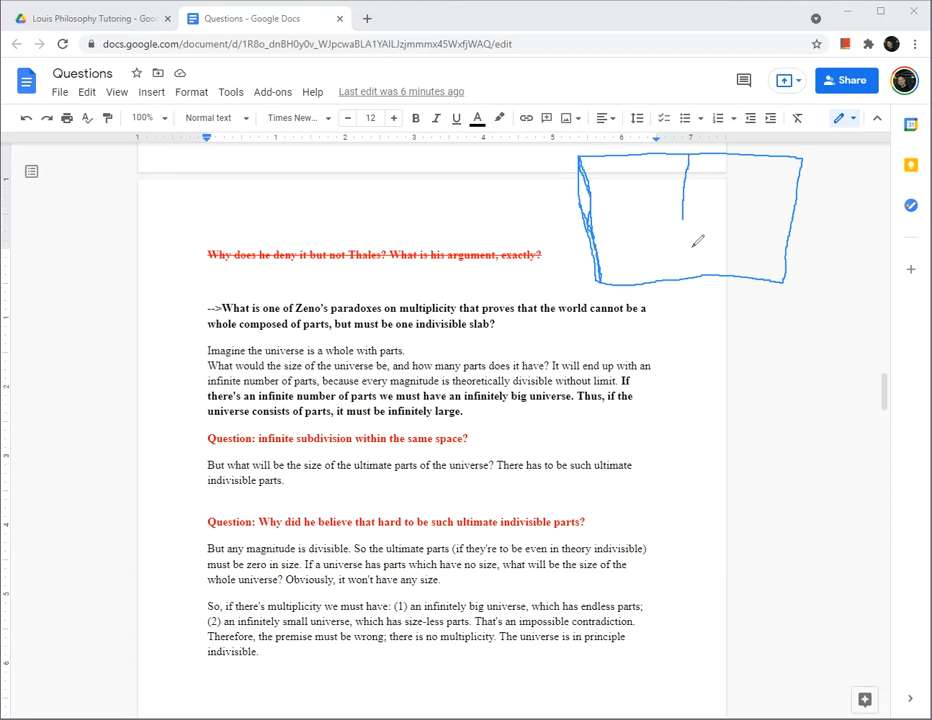 Louis Philosophy Tutoring - Goo
Questions - Google Docs
docs.google.com/document/d/1R8o_dnBH0y0v_WJpcwaBLA1YAlLJzjmmmx45WxfjWAQ/edit
Questions
File Edit View Insert Format Tools Add-ons Help Last edit was 6 minutes ago
Share
100% Normal text Times New... 12 B I U A
1 1 2 3 4 5 6 7
Why does he deny it but not Thales? What is his argument, exactly?
-->What is one of Zeno's paradoxes on multiplicity that proves that the world cannot be a
whole composed of parts, but must be one indivisible slab?
Imagine the universe is a whole with parts.
What would the size of the universe be, and how many parts does it have? It will end up with an
infinite number of parts, because every magnitude is theoretically divisible without limit. If
there's an infinite number of parts we must have an infinitely big universe. Thus, if the
universe consists of parts, it must be infinitely large.
Question: infinite subdivision within the same space?
But what will be the size of the ultimate parts of the universe? There has to be such ultimate
indivisible parts.
Question: Why did he believe that hard to be such ultimate indivisible parts?
But any magnitude is divisible. So the ultimate parts (if they're to be even in theory indivisible)
must be zero in size. If a universe has parts which have no size, what will be the size of the
whole universe? Obviously, it won't have any size.
So, if there's multiplicity we must have: (1) an infinitely big universe, which has endless parts;
(2) an infinitely small universe, which has size-less parts. That's an impossible contradiction.
Therefore, the premise must be wrong; there is no multiplicity. The universe is in principle
indivisible.